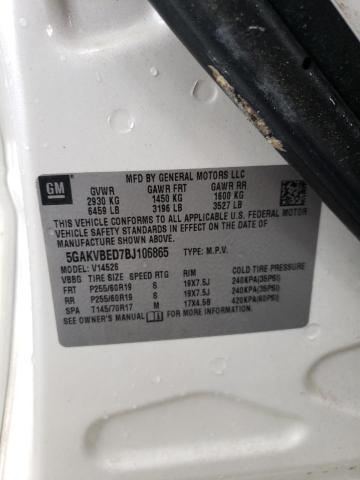 MFD BY GENERAL MOTORS LLC
GM GVWR GAWR FRT GAWR RR
2930 KG 1450 KG 1600 KG
6459 LB 3196 LB 3527 LB
THIS VEHICLE CONFORMS TO ALL APPLICABLE U.S. FEDERAL MOTOR
VEHICLE SAFETY STANDARDS IN EFFECT ON THE DATE OF
MANUFACTURE SHOWN ABOVE.
5GAKVBED7BJ106865 TYPE: M.P.V.
MODEL: V14526
VBBG TIRE SIZE SPEED RTG RIM COLD TIRE PRESSURE
FRT P255/60R19 S 19X7.5J 240KPA(35PSI)
RR P255/60R19 S 19X7.5J 240KPA(35PSI)
SPA T145/70R17 M 17X4.5B 420KPA(60PSI)
SEE OWNER'S MANUAL FOR MORE INFORMATION.